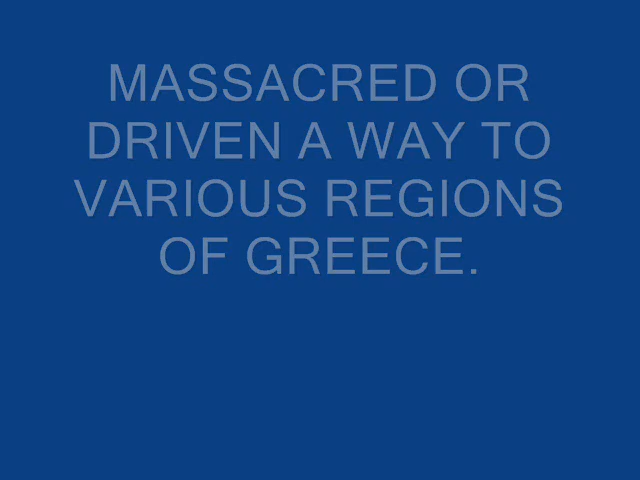 MASSACRED OR
DRIVEN A WAY TO
VARIOUS REGIONS
OF GREECE.